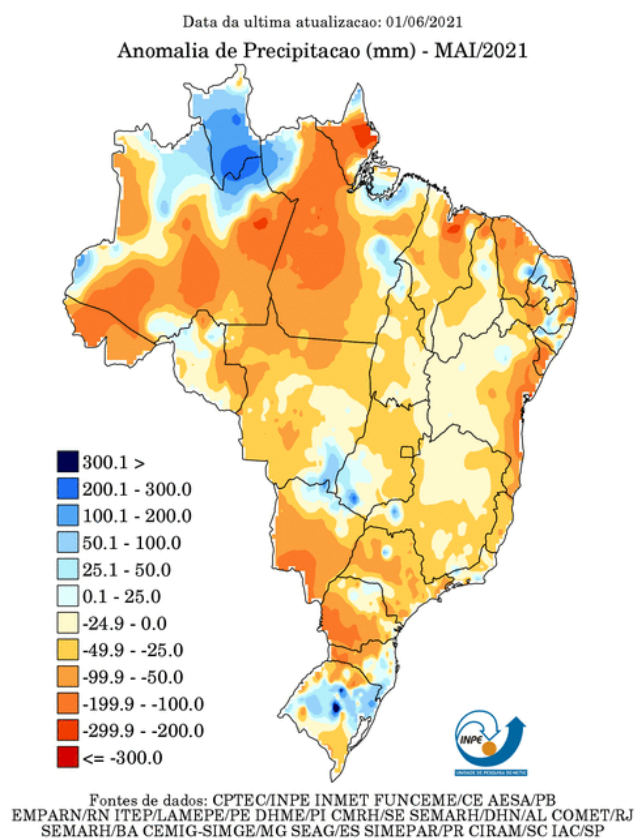 Data da ultima atualizacao: 01/06/2021
Anomalia de Precipitacao (mm) - MAI/2021
300.1 >
200.1 - 300.0
100.1 - 200.0
50.1 - 100.0
25.1 - 50.0
0.1 - 25.0
-24.9 - 0.0
-49.9 - -25.0
-99.9 - -50.0
-199.9 - -100.0
-299.9 - -200.0
<= -300.0
INPE
Fontes de dados: CPTEC/INPE INMET FUNCEME/CE AESA/PB
EMPARN/RN ITEP/LAMEPE/PE DHME/PI CMRH/SE SEMARH/DHN/AL COMET/RJ
SEMARH/BA CEMIG-SIMGE/MG SEAG/ES SIMEPAR/PR CIRAM/SC IAC/SP